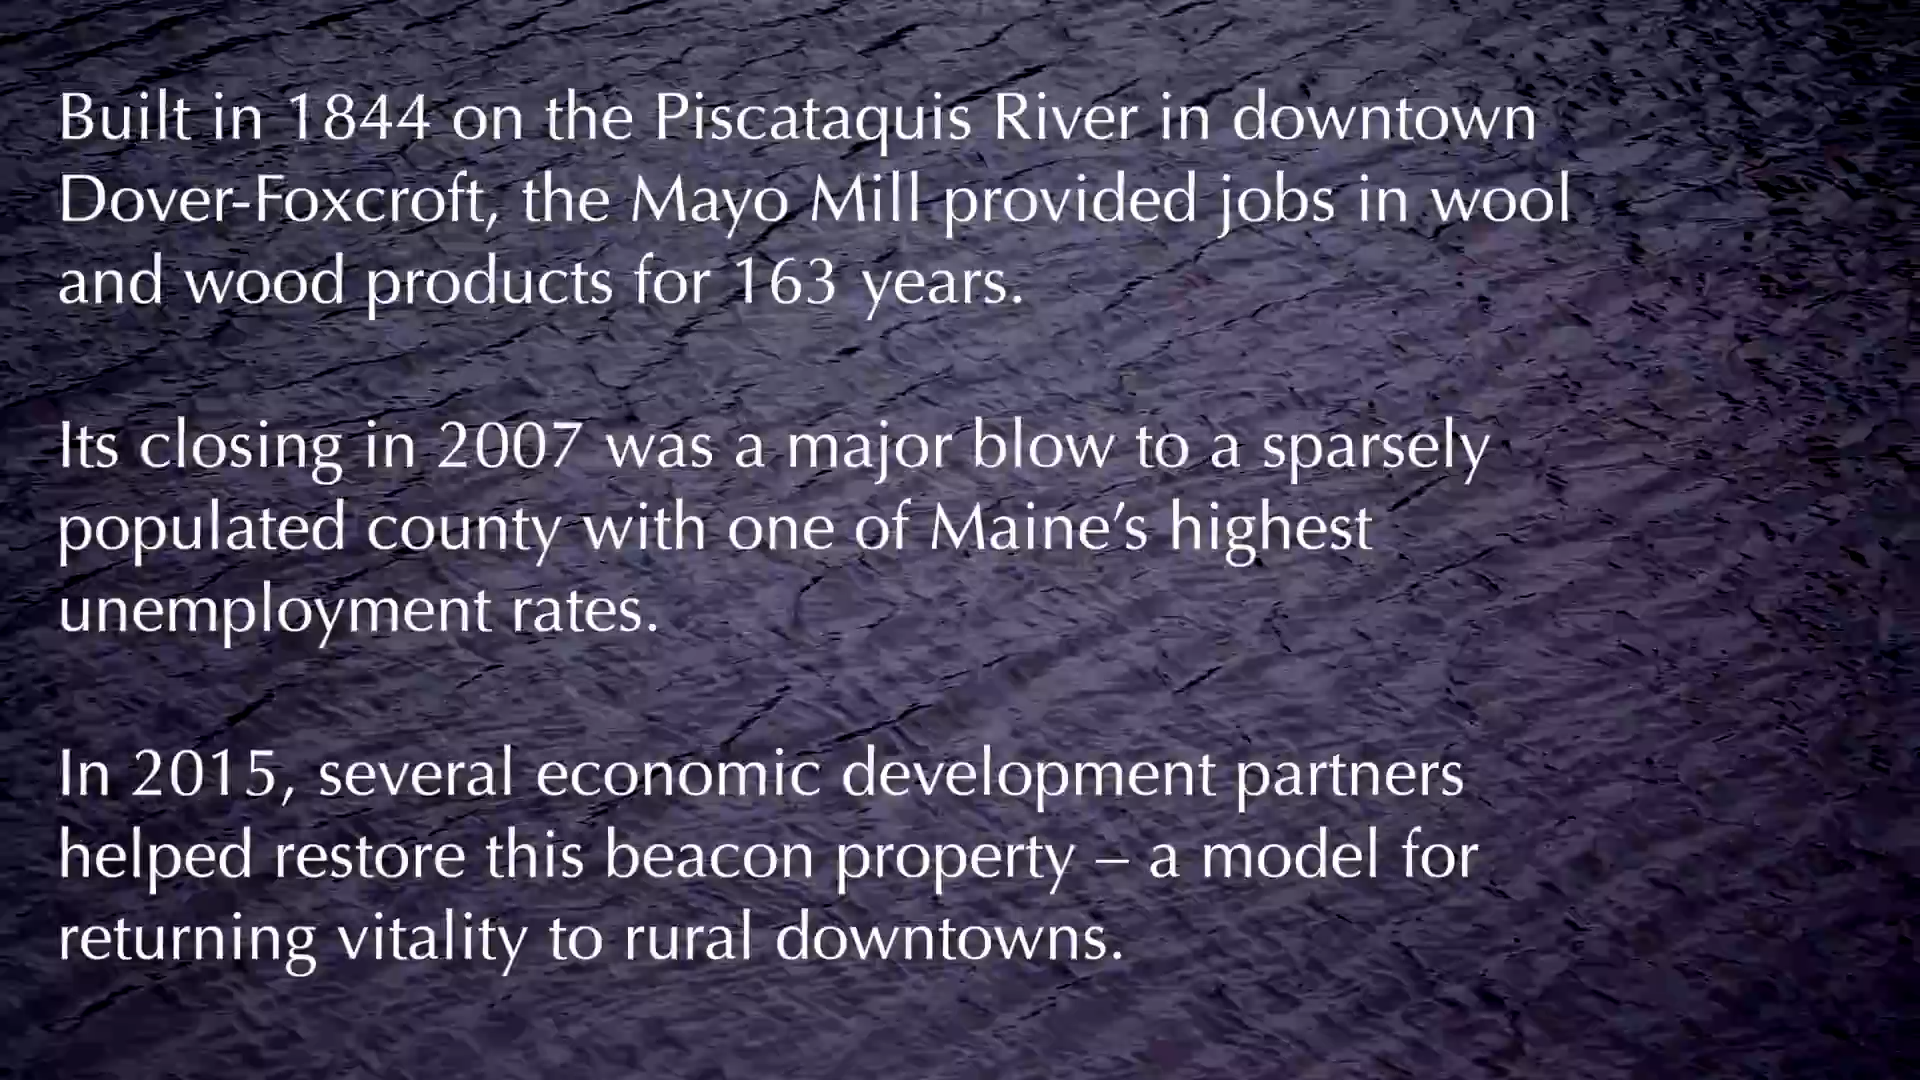 Built in 1844 on the Piscataquis River in downtown
Dover-Foxcroft, the Mayo Mill provided jobs in wool
and wood products for 163 years.
Its closing in 2007 was a major blow to a sparsely
populated county with one of Maine’s highest
unemployment rates.
In 2015, several economic development partners
helped restore this beacon property – a model for
returning vitality to rural downtowns.